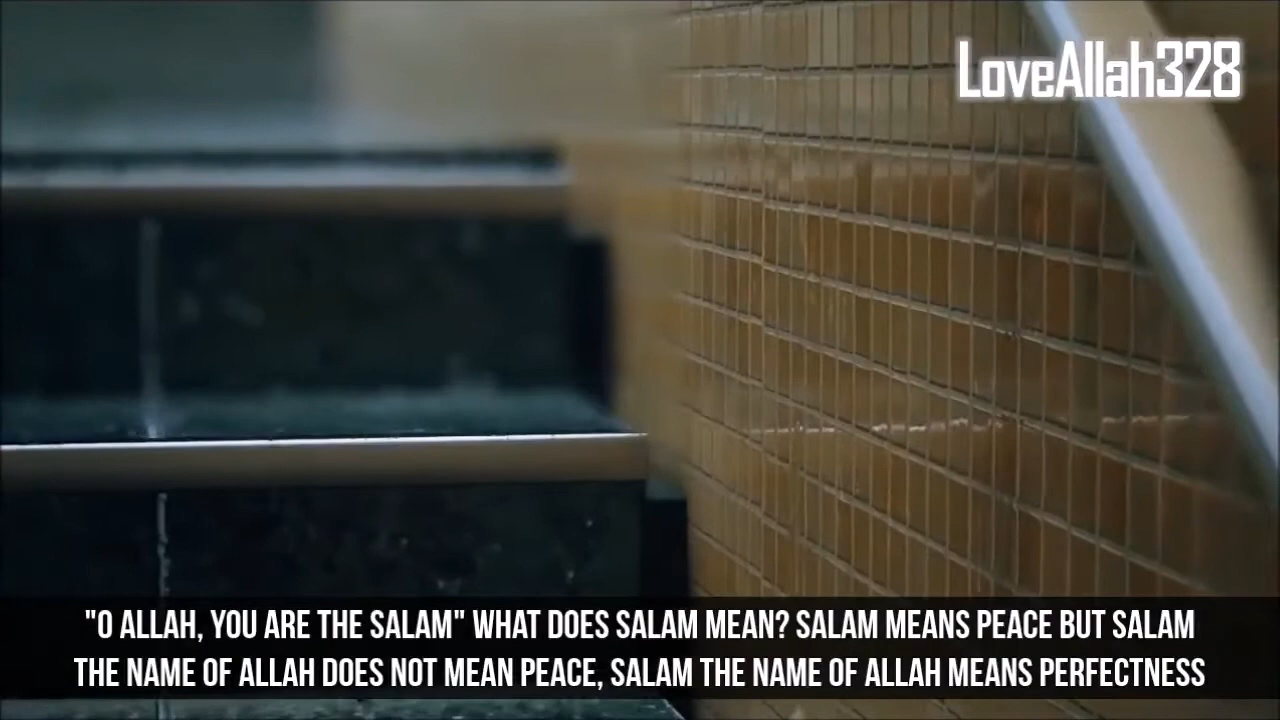 LoveAllah328
"O ALLAH, YOU ARE THE SALAM" WHAT DOES SALAM MEAN? SALAM MEANS PEACE BUT SALAM
THE NAME OF ALLAH DOES NOT MEAN PEACE, SALAM THE NAME OF ALLAH MEANS PERFECTNESS